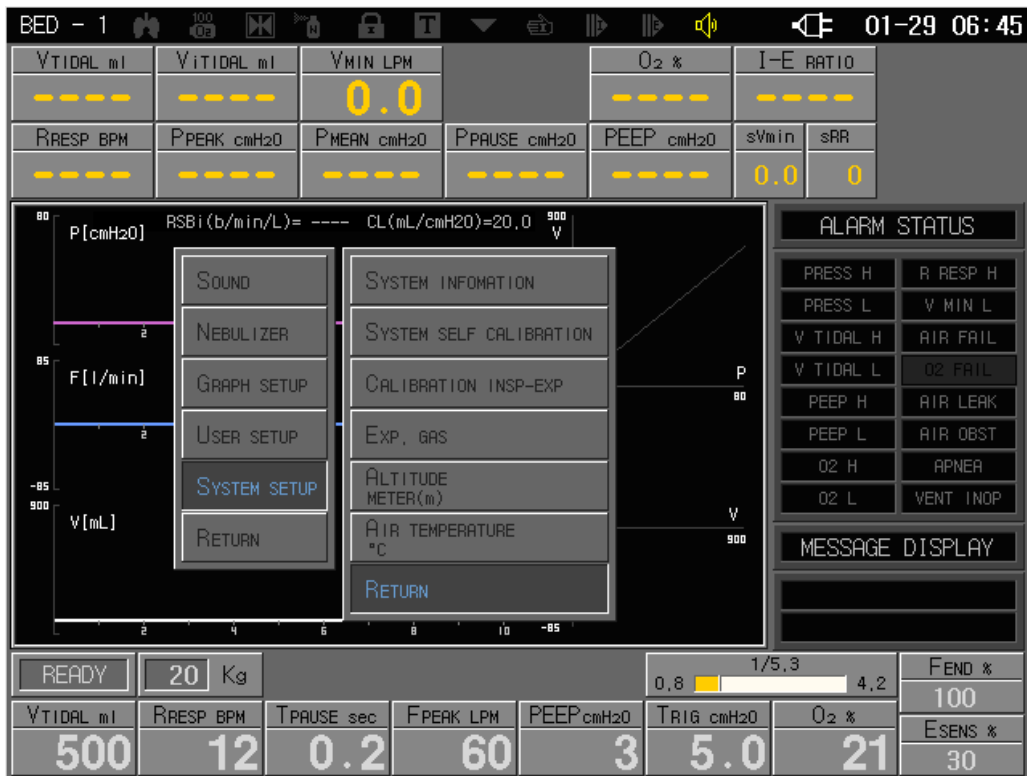 BED - 1 100 O2 N T 01-29 06:45
VTIDAL ml ViTIDAL ml VMIN LPM O2 % I-E RATIO
---- ---- 0.0 ---- ----
RRESP BPM PPEAK cmH2O PMEAN cmH2O PPAUSE cmH2O PEEP cmH2O sVmin sRR
---- ---- ---- ---- ---- 0.0 0
80 P[cmH2O] RSBi(b/min/L)= ---- CL(mL/cmH2O)=20,0 900 V
2
85 F[l/min]
2
-85
900 V[mL]
2 4 6 8 10 -85
P
80
V
900
SOUND
NEBULIZER
GRAPH SETUP
USER SETUP
SYSTEM SETUP
RETURN
SYSTEM INFOMATION
SYSTEM SELF CALIBRATION
CALIBRATION INSP-EXP
EXP, GAS
ALTITUDE
METER(m)
AIR TEMPERATURE
°C
RETURN
ALARM STATUS
PRESS H R RESP H
PRESS L V MIN L
V TIDAL H AIR FAIL
V TIDAL L O2 FAIL
PEEP H AIR LEAK
PEEP L AIR OBST
O2 H APNEA
O2 L VENT INOP
MESSAGE DISPLAY
READY 20 Kg
1/5,3
0,8 4,2
FEND %
100
VTIDAL ml RRESP BPM TPAUSE sec FPEAK LPM PEEP cmH2O TRIG cmH2O O2 %
500 12 0.2 60 3 5.0 21
ESENS %
30